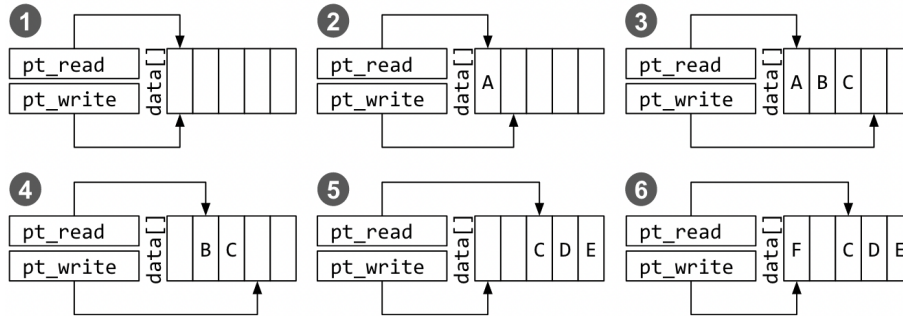 1
pt_read
pt_write
data[]
2
pt_read
pt_write
data[]
A
3
pt_read
pt_write
data[]
A B C
4
pt_read
pt_write
data[]
B C
5
pt_read
pt_write
data[]
C D E
6
pt_read
pt_write
data[]
F C D E